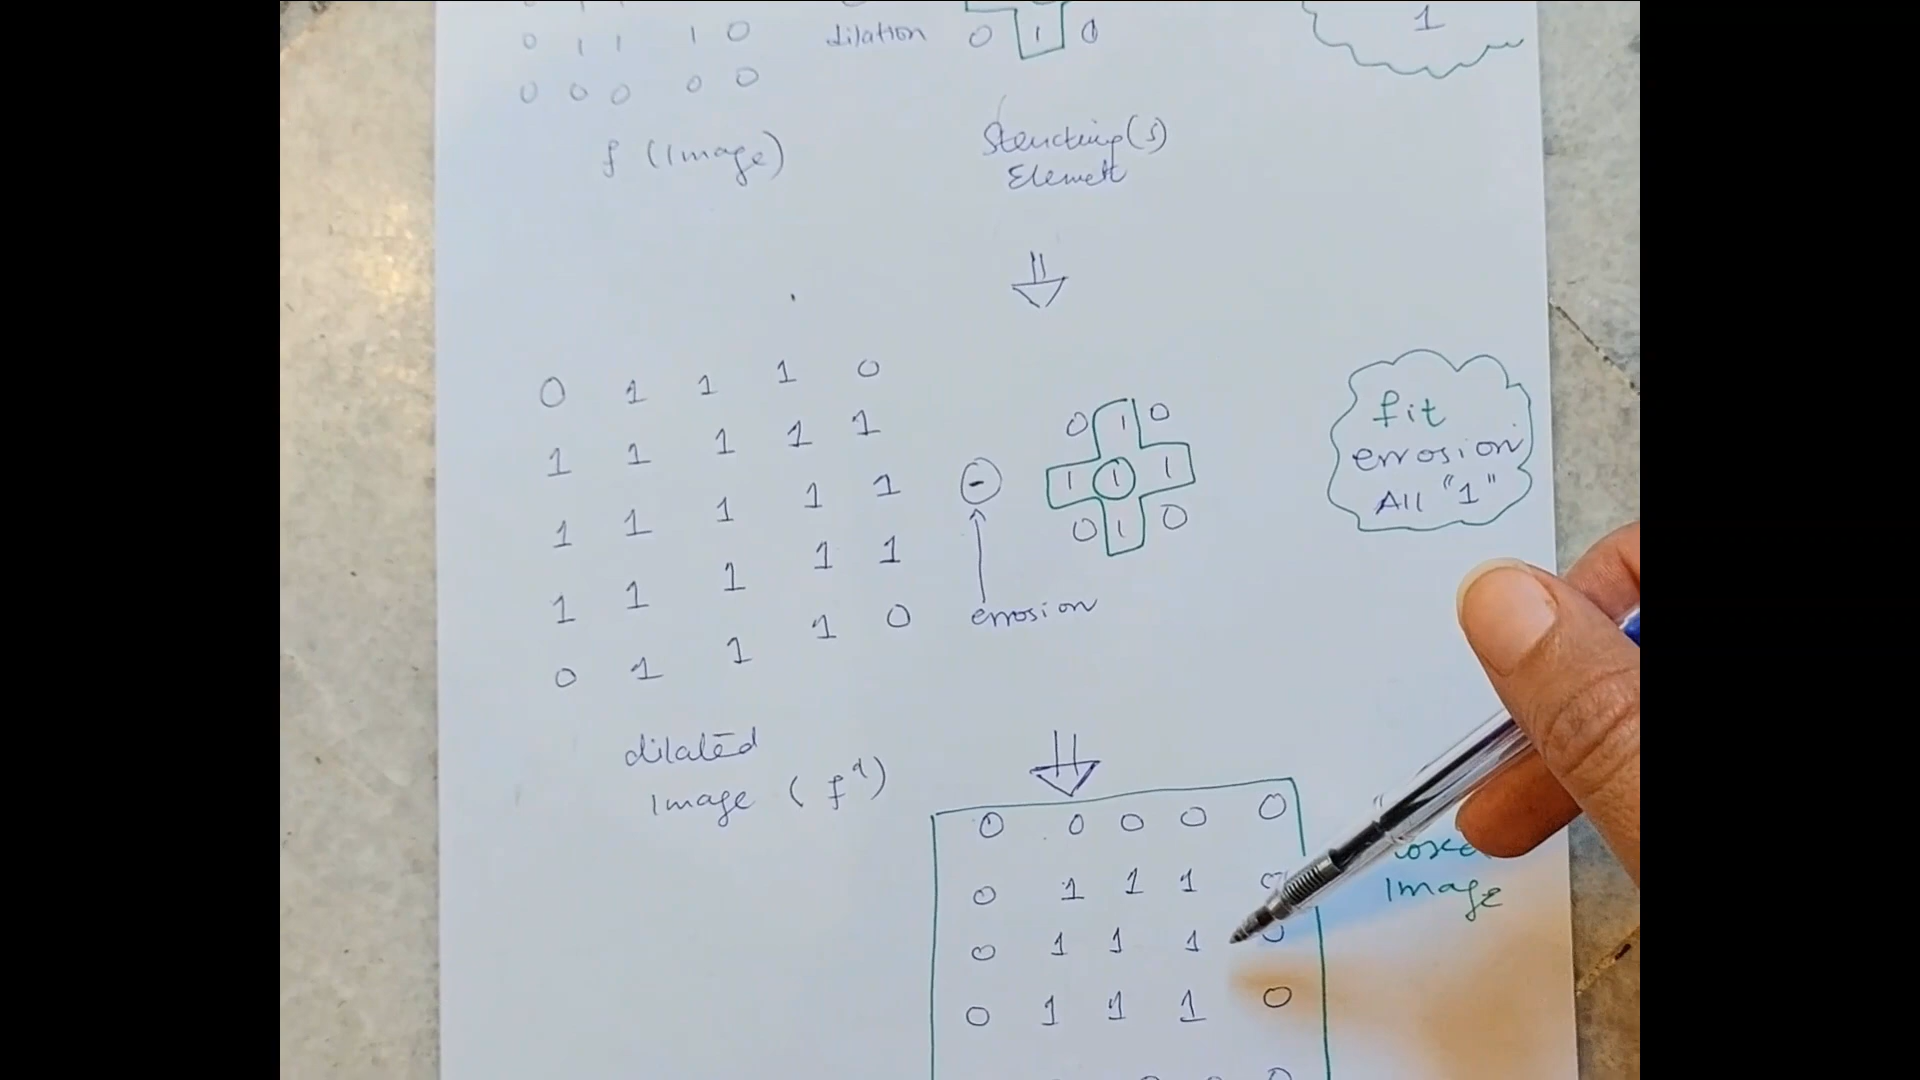 0 1 1 1 0 dilation 0 1 0
1
0 0 0 0 0
f (Image)
Structing(s)
Element
0 1 1 1 0
1 1 1 1 1
1 1 1 1 1
1 1 1 1 1
0 1 1 1 0
-
0 1 0
1 1 1
0 1 0
fit
errosion
All "1"
errosion
dilated
Image (
0 0 0 0 0
0 1 1 1 0
0 1 1 1 0
0 1 1 1 0
Image